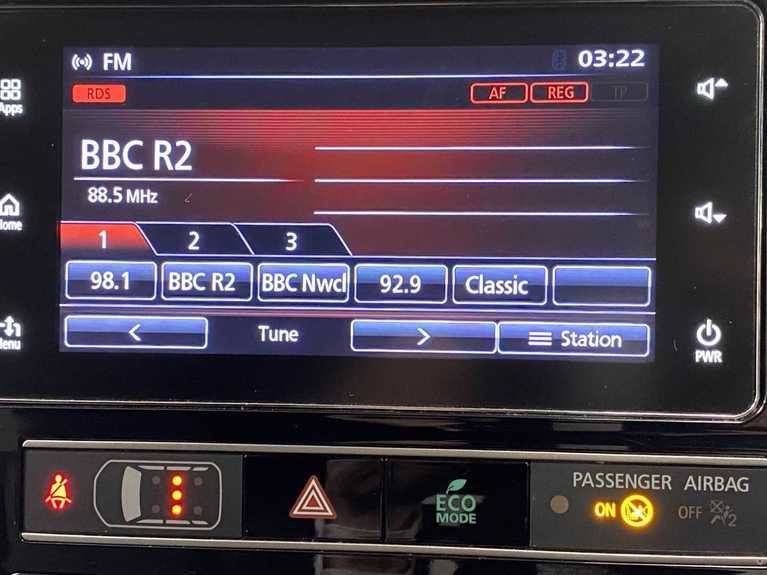 FM 03:22
RDS AF REG TP
Apps
BBC R2
88.5 MHz
Home
1 2 3
98.1 BBC R2 BBC Nwcl 92.9 Classic
Menu
< Tune > Station
PWR
PASSENGER AIRBAG
ECO
MODE
ON OFF 2